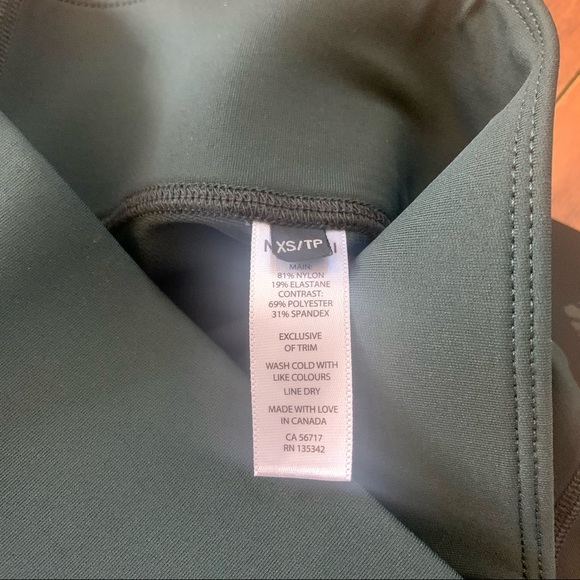 XS/TP
MAIN:
81% NYLON
19% ELASTANE
CONTRAST:
69% POLYESTER
31% SPANDEX
EXCLUSIVE
OF TRIM
WASH COLD WITH
LIKE COLOURS
LINE DRY
MADE WITH LOVE
IN CANADA
CA 56717
RN 135342